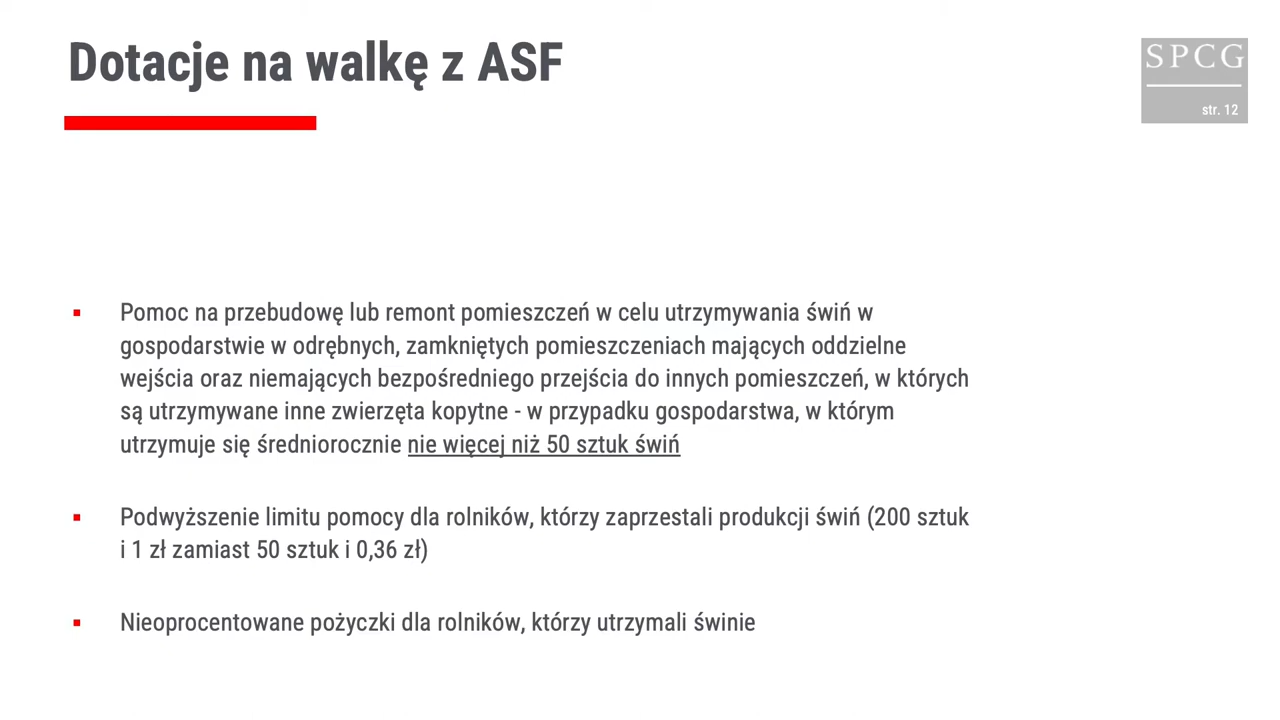 Dotacje na walkę z ASF
SPCG
str. 12
Pomoc na przebudowę lub remont pomieszczeń w celu utrzymywania świń w
gospodarstwie w odrębnych, zamkniętych pomieszczeniach mających oddzielne
wejścia oraz niemających bezpośredniego przejścia do innych pomieszczeń, w których
są utrzymywane inne zwierzęta kopytne - w przypadku gospodarstwa, w którym
utrzymuje się średniorocznie nie więcej niż 50 sztuk świń
Podwyższenie limitu pomocy dla rolników, którzy zaprzestali produkcji świń (200 sztuk
i 1 zł zamiast 50 sztuk i 0,36 zł)
Nieoprocentowane pożyczki dla rolników, którzy utrzymali świnie